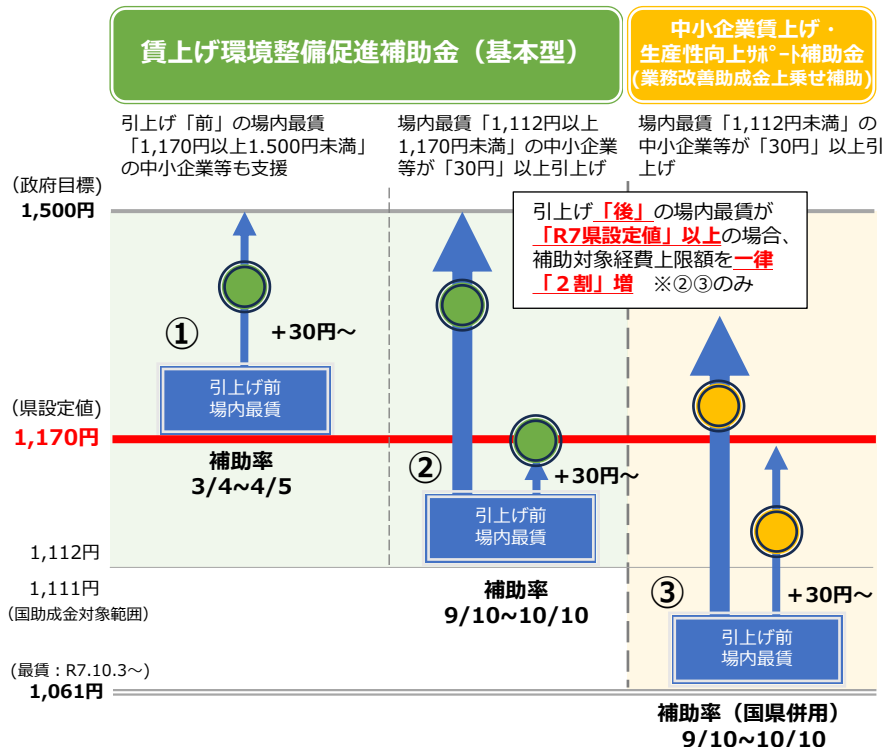 賃上げ環境整備促進補助金（基本型）
中小企業賃上げ・
生産性向上ｻﾎﾟｰﾄ補助金
(業務改善助成金上乗せ補助)
引上げ「前」の場内最賃
「1,170円以上1.500円未満」
の中小企業等も支援
場内最賃「1,112円以上
1,170円未満」の中小企業
等が「30円」以上引上げ
場内最賃「1,112円未満」の
中小企業等が「30円」以上引
上げ
(政府目標)
1,500円
引上げ「後」の場内最賃が
「R7県設定値」以上の場合、
補助対象経費上限額を一律
「２割」増　※②③のみ
①
+30円～
引上げ前
場内最賃
(県設定値)
1,170円
補助率
3/4~4/5
②
+30円～
引上げ前
場内最賃
1,112円
1,111円
(国助成金対象範囲)
補助率
9/10~10/10
③
+30円～
引上げ前
場内最賃
(最賃：R7.10.3～)
1,061円
補助率（国県併用）
9/10~10/10